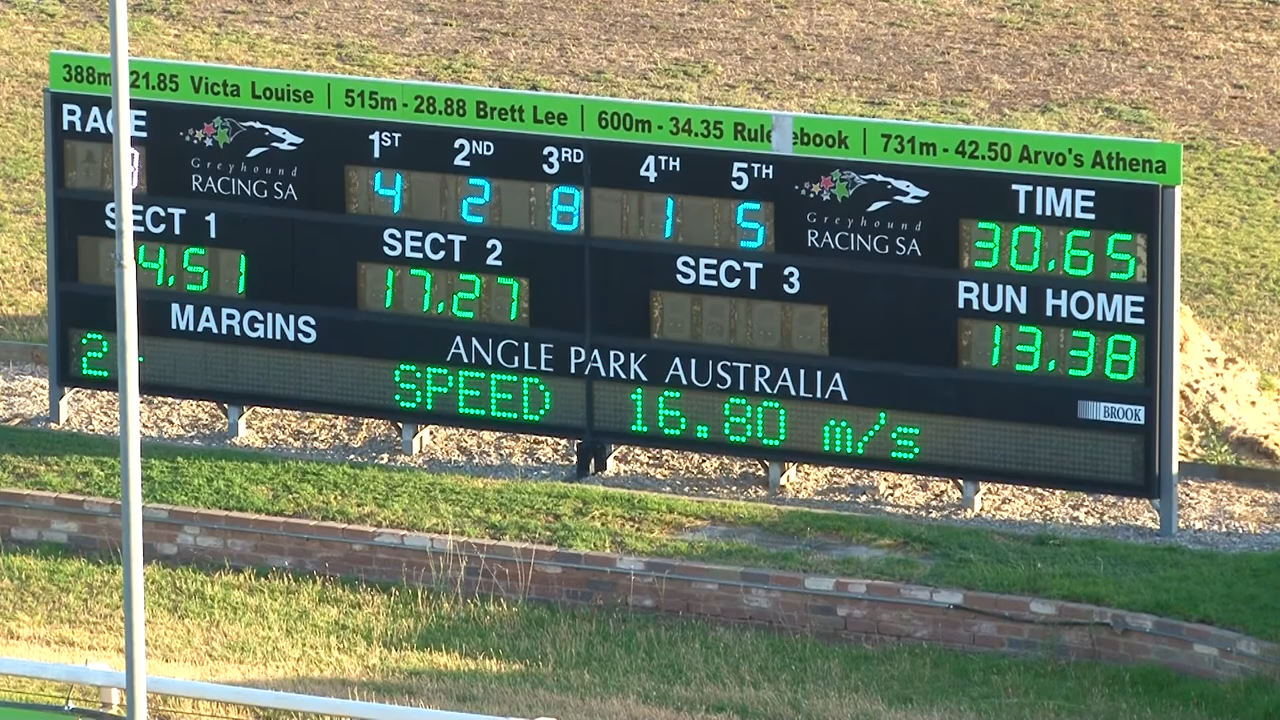 388m 21.85 Victa Louise | 515m - 28.88 Brett Lee | 600m - 34.35 ebook | 731m - 42.50 Arvo's Athena
RACE
Greyhound
RACING SA
1ST 2ND 3RD 4TH 5TH
4 2 8 1 5
Greyhound
RACING SA
TIME
30.65
SECT 1
4.51
SECT 2
17.27
SECT 3
RUN HOME
13.38
MARGINS
2
ANGLE PARK AUSTRALIA
SPEED 16.80 m/s
BROOK